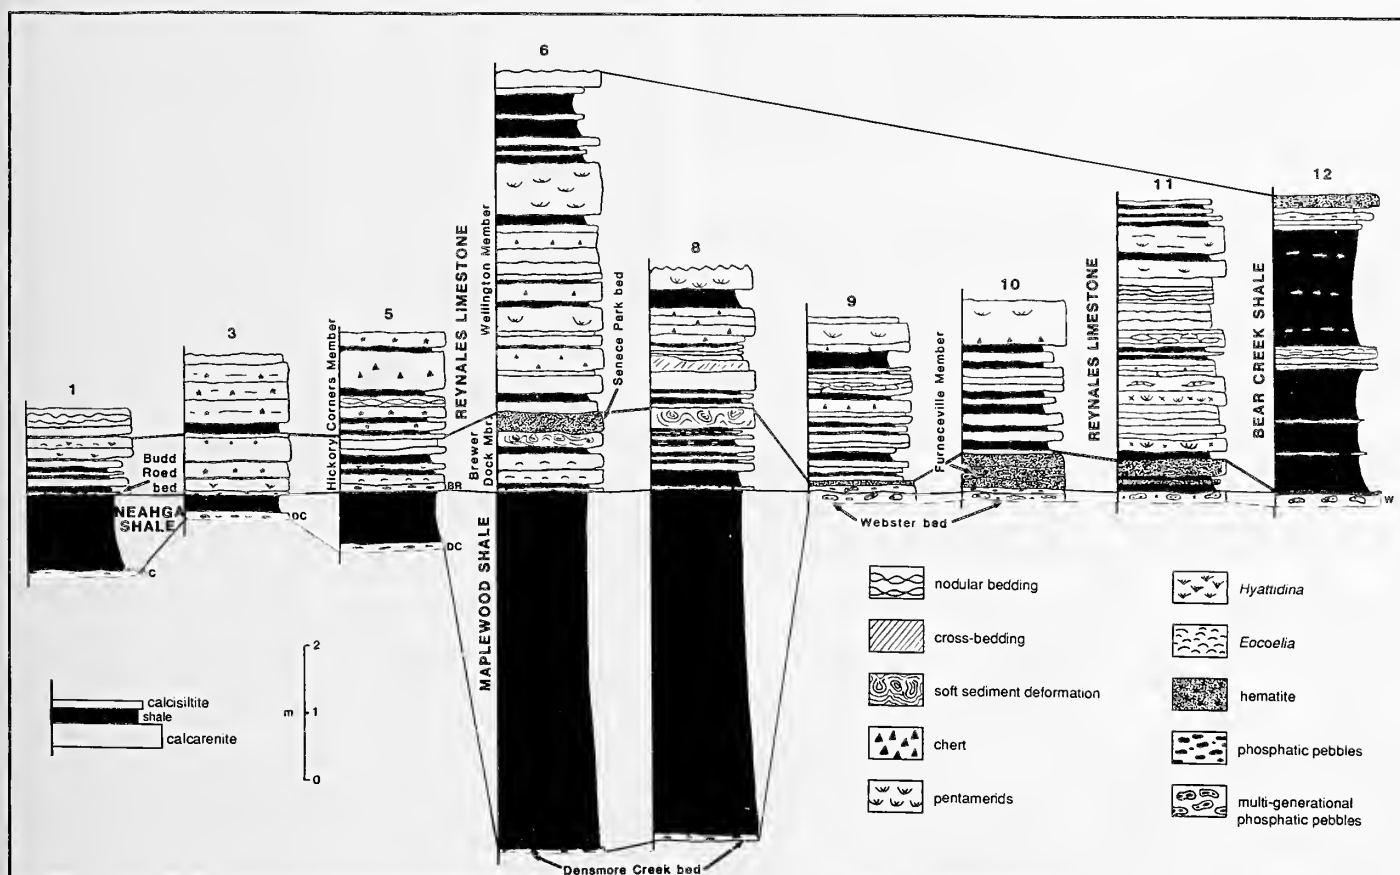 6
12
11
8
5
9
10
3
1
Hickory Corners Member
REYNALES LIMESTONE
Wellington Member
Brewer
Dock Mbr.
Senece Park bed
Furneceville Member
REYNALES LIMESTONE
BEAR CREEK SHALE
Budd
Roed
bed
NEAHGA
SHALE
BR
DC
DC
C
W
Webster bed
MAPLEWOOD SHALE
Densmore Creek bed
calcisiltite
shale
calcarenite
m
2
1
0
nodular bedding
cross-bedding
soft sediment deformation
chert
pentamerids
Hyattidina
Eocoelia
hematite
phosphatic pebbles
multi-generational
phosphatic pebbles